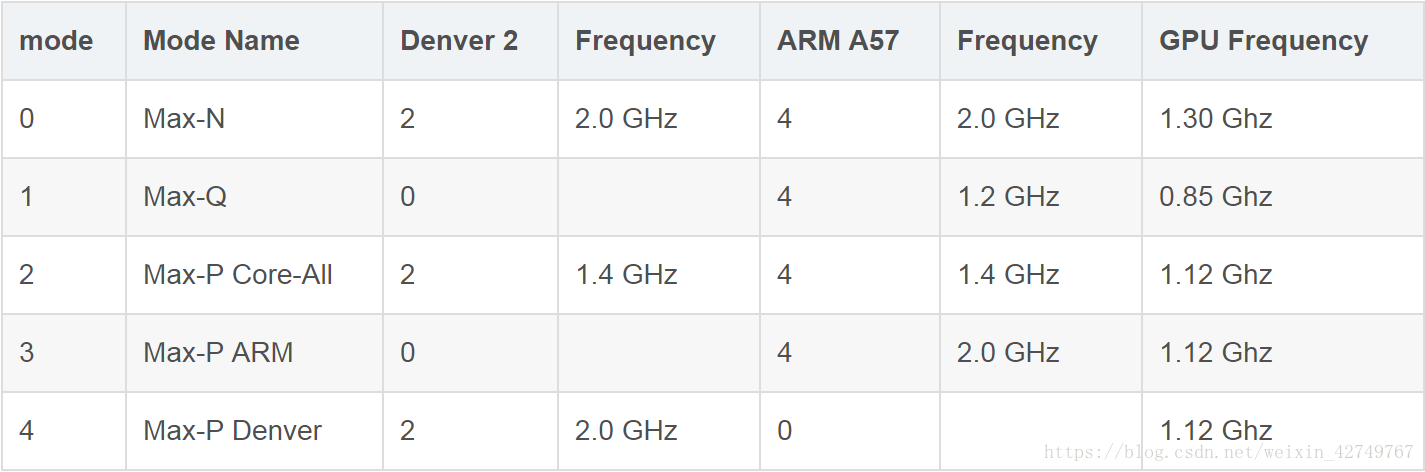 mode Mode Name Denver 2 Frequency ARM A57 Frequency GPU Frequency
0 Max-N 2 2.0 GHz 4 2.0 GHz 1.30 Ghz
1 Max-Q 0 4 1.2 GHz 0.85 Ghz
2 Max-P Core-All 2 1.4 GHz 4 1.4 GHz 1.12 Ghz
3 Max-P ARM 0 4 2.0 GHz 1.12 Ghz
4 Max-P Denver 2 2.0 GHz 0 1.12 Ghz
https://blog.csdn.net/weixin_42749767